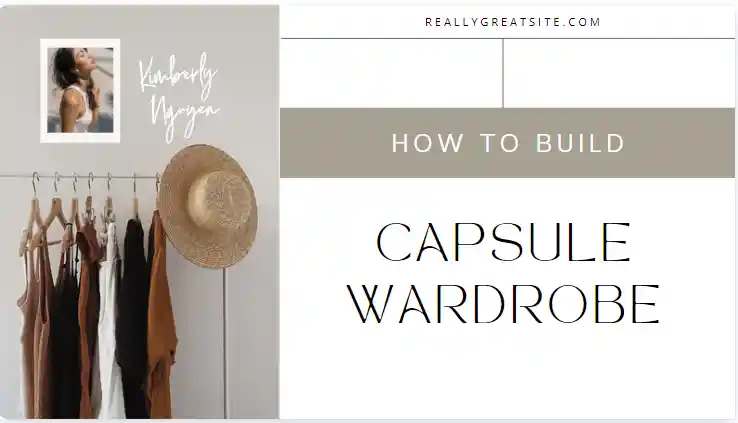 REALLYGREATSITE.COM
Kimberly
Nguyen
HOW TO BUILD
CAPSULE
WARDROBE